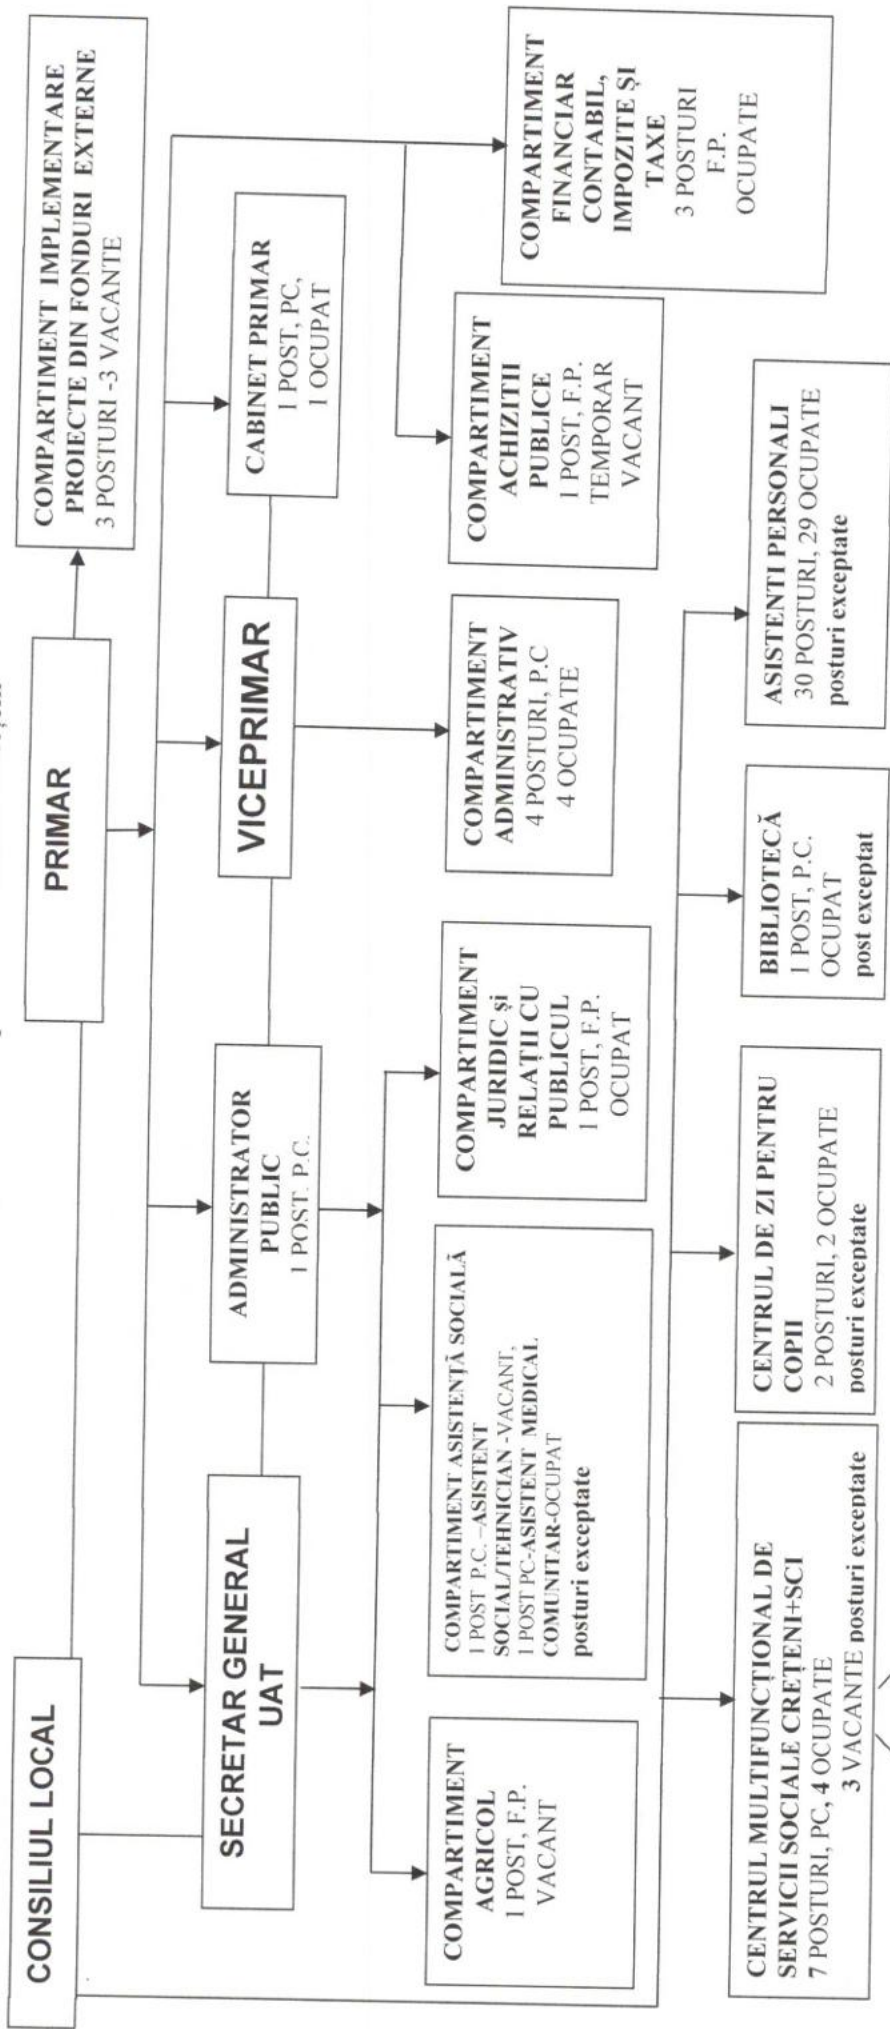 CONSILIUL LOCAL
PRIMAR
COMPARTIMENT IMPLEMENTARE
PROIECTE DIN FONDURI EXTERNE
3 POSTURI -3 VACANTE
SECRETAR GENERAL
UAT
ADMINISTRATOR
PUBLIC
1 POST. P.C.
VICEPRIMAR
CABINET PRIMAR
1 POST, PC,
1 OCUPAT
COMPARTIMENT
AGRICOL
1 POST, F.P.
VACANT
COMPARTIMENT ASISTENȚĂ SOCIALĂ
1 POST P.C. –ASISTENT
SOCIAL/TEHNICIAN -VACANT,
1 POST PC-ASISTENT MEDICAL
COMUNITAR-OCUPAT
posturi exceptate
COMPARTIMENT
JURIDIC și
RELAȚII CU
PUBLICUL
1 POST, F.P.
OCUPAT
COMPARTIMENT
ADMINISTRATIV
4 POSTURI, P.C
4 OCUPATE
COMPARTIMENT
ACHIZITII
PUBLICE
1 POST, F.P.
TEMPORAR
VACANT
COMPARTIMENT
FINANCIAR
CONTABIL,
IMPOZITE ȘI
TAXE
3 POSTURI
F.P.
OCUPATE
CENTRUL MULTIFUNCȚIONAL DE
SERVICII SOCIALE CREȚENI+SCI
7 POSTURI, PC, 4 OCUPATE
3 VACANTE posturi exceptate
CENTRUL DE ZI PENTRU
COPII
2 POSTURI, 2 OCUPATE
posturi exceptate
BIBLIOTECĂ
1 POST, P.C.
OCUPAT
post exceptat
ASISTENTI PERSONALI
30 POSTURI, 29 OCUPATE
posturi exceptate